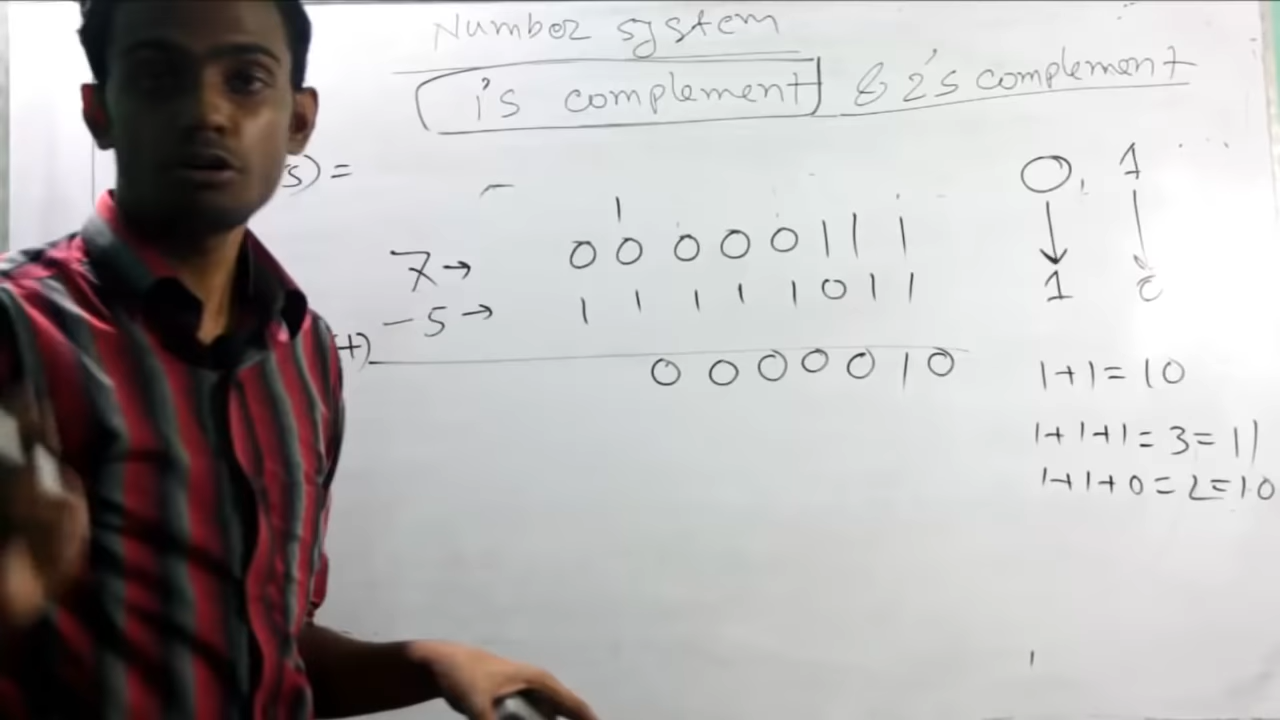 Number system
1's complement & 2's complement
s) =
0, 1
1
7 → 0 0 0 0 0 1 1 1
1 0
-5 → 1 1 1 1 1 0 1 1
+)
0 0 0 0 0 1 0
1+1=10
1+1+1=3=11
1+1+0=2=10